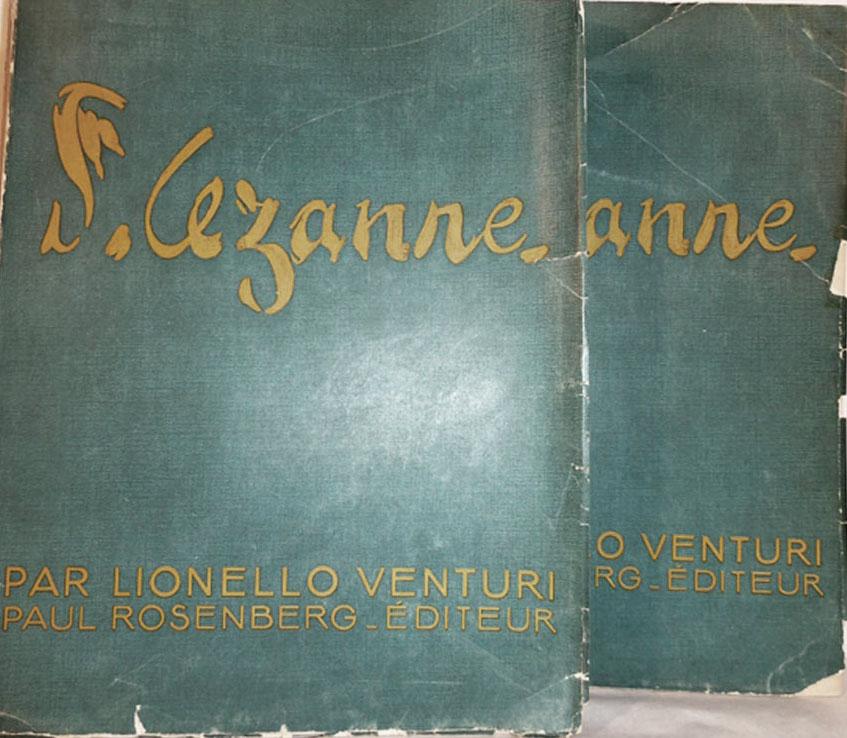 P. Cezanne.
PAR LIONELLO VENTURI
PAUL ROSENBERG_ÉDITEUR
anne.
O VENTURI
RG_ÉDITEUR